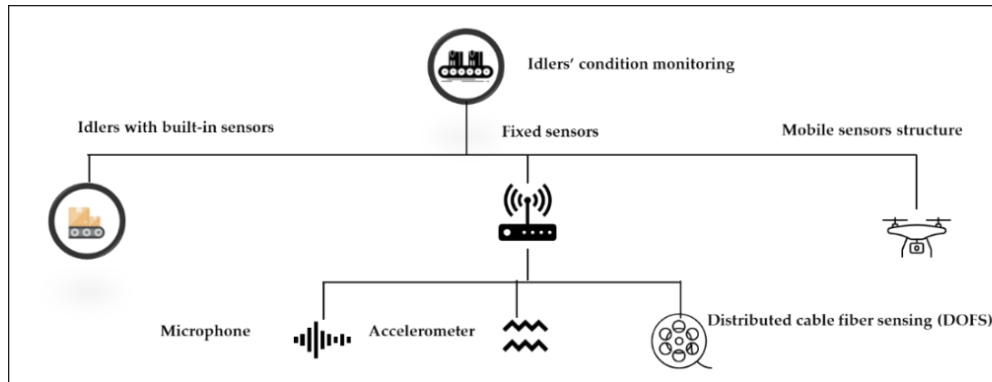 Idlers' condition monitoring
Idlers with built-in sensors
Fixed sensors
Mobile sensors structure
Microphone
Accelerometer
Distributed cable fiber sensing (DOFS)